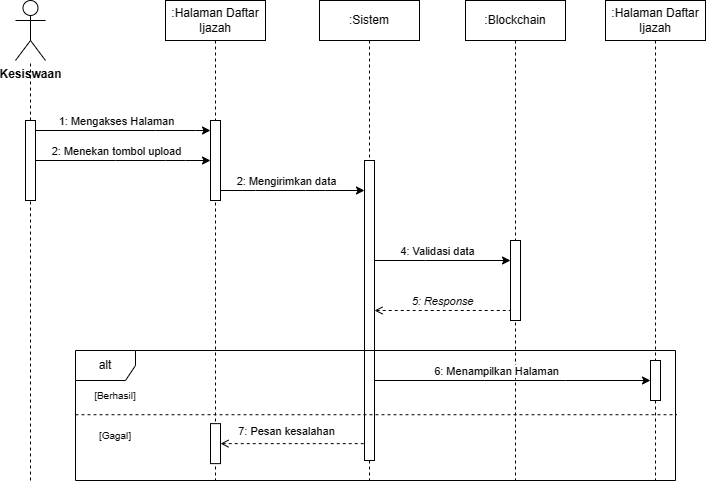 :Halaman Daftar
Ijazah
:Sistem
:Blockchain
:Halaman Daftar
Ijazah
Kesiswaan
1: Mengakses Halaman
2: Menekan tombol upload
2: Mengirimkan data
4: Validasi data
5: Response
alt
6: Menampilkan Halaman
[Berhasil]
[Gagal]
7: Pesan kesalahan